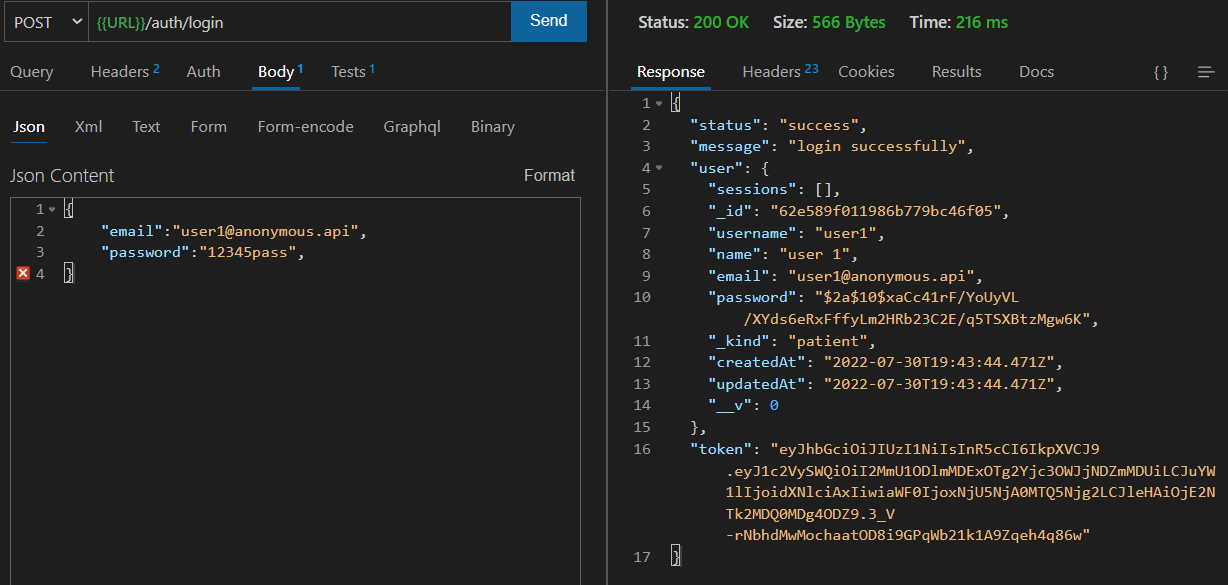 POST {{URL}}/auth/login Send
Query Headers 2 Auth Body 1 Tests 1
Json Xml Text Form Form-encode Graphql Binary
Json Content Format
1 {
2 "email":"user1@anonymous.api",
3 "password":"12345pass",
4 }
Status: 200 OK Size: 566 Bytes Time: 216 ms
Response Headers 23 Cookies Results Docs { }
1 {
2 "status": "success",
3 "message": "login successfully",
4 "user": {
5 "sessions": [],
6 "_id": "62e589f011986b779bc46f05",
7 "username": "user1",
8 "name": "user 1",
9 "email": "user1@anonymous.api",
10 "password": "$2a$10$xaCc41rF/YoUyVL
/XYds6eRxFffyLm2HRb23C2E/q5TSXBtzMgw6K",
11 "_kind": "patient",
12 "createdAt": "2022-07-30T19:43:44.471Z",
13 "updatedAt": "2022-07-30T19:43:44.471Z",
14 "__v": 0
15 },
16 "token": "eyJhbGciOiJIUzI1NiIsInR5cCI6IkpXVCJ9
.eyJ1c2VySWQiOiI2MmU1ODlmMDExOTg2Yjc3OWJjNDZmMDUiLCJuYW
1lIjoidXNlciAxIiwiaWF0IjoxNjU5NjA0MTQ5Njg2LCJleHAiOjE2N
Tk2MDQ0MDg4ODZ9.3_V
-rNbhdMwMochaatOD8i9GPqWb21k1A9Zqeh4q86w"
17 }